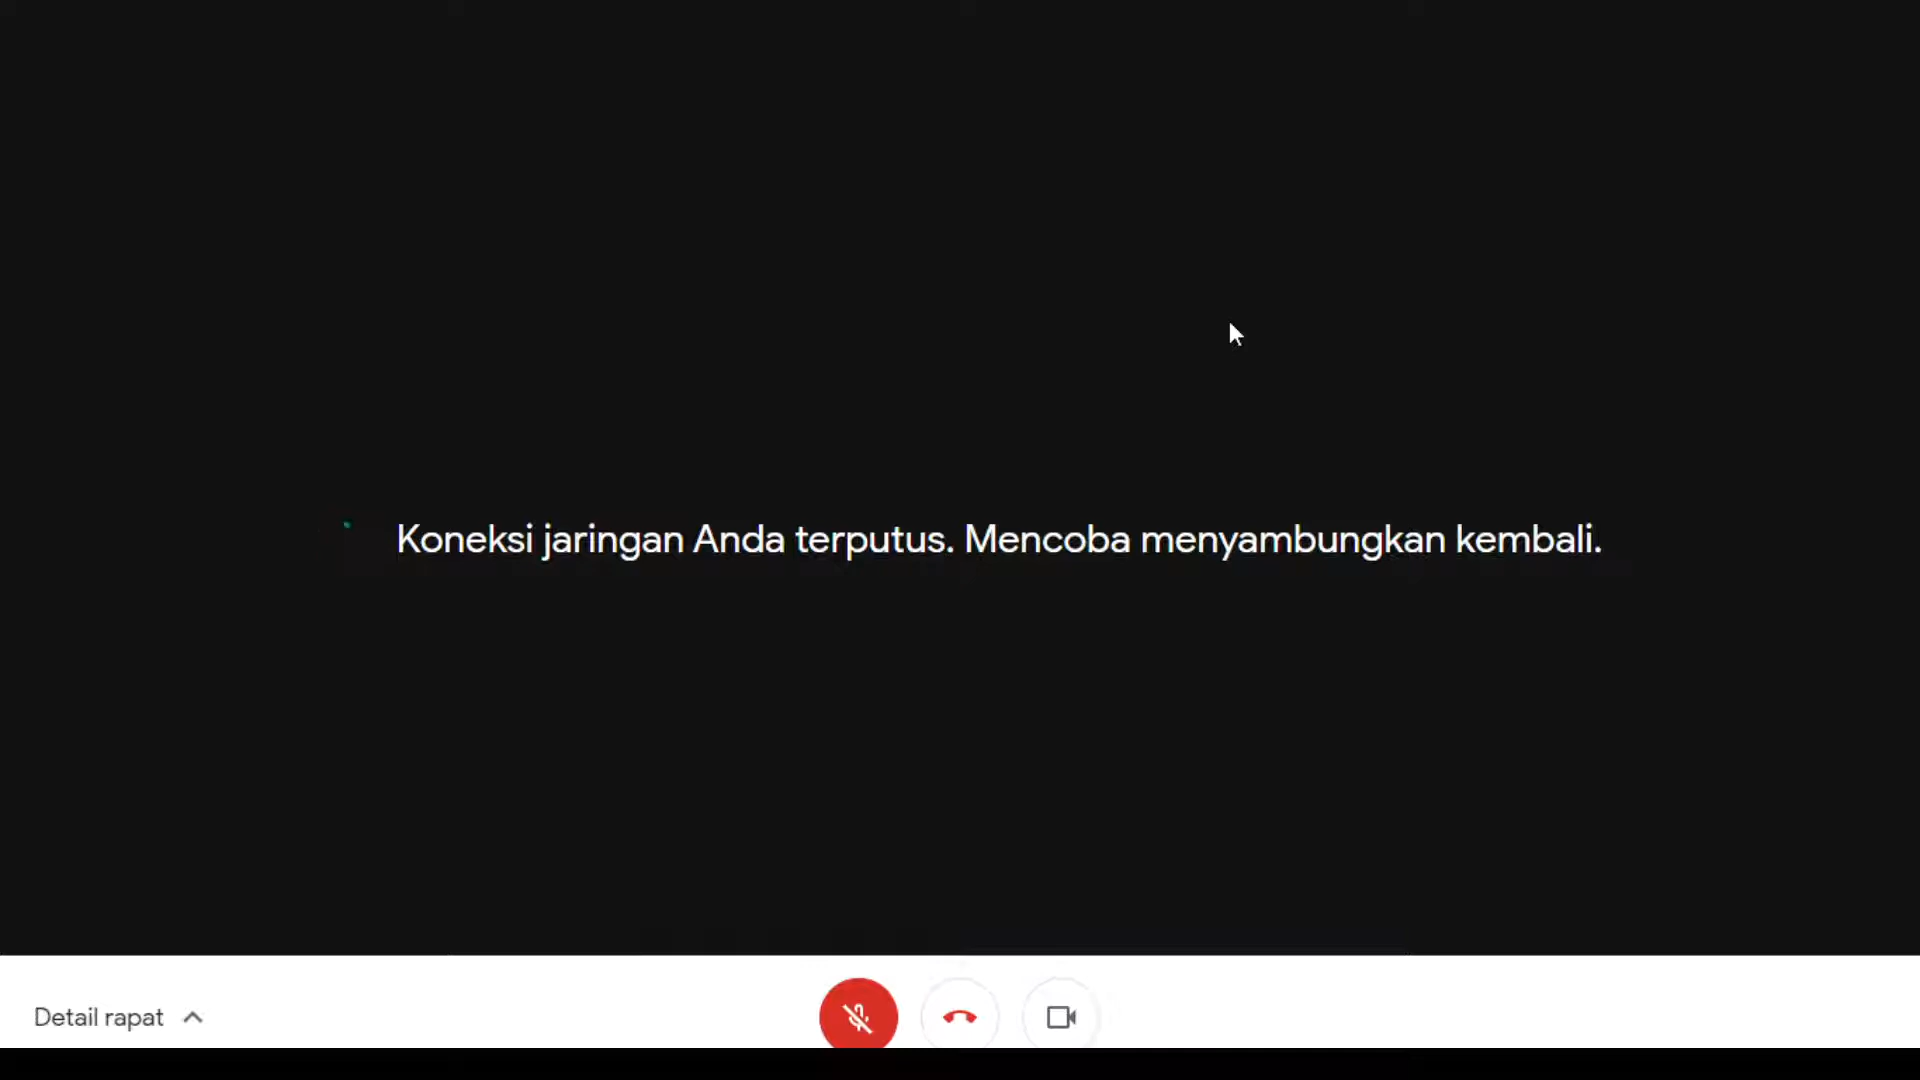 Koneksi jaringan Anda terputus. Mencoba menyambungkan kembali.
Detail rapat